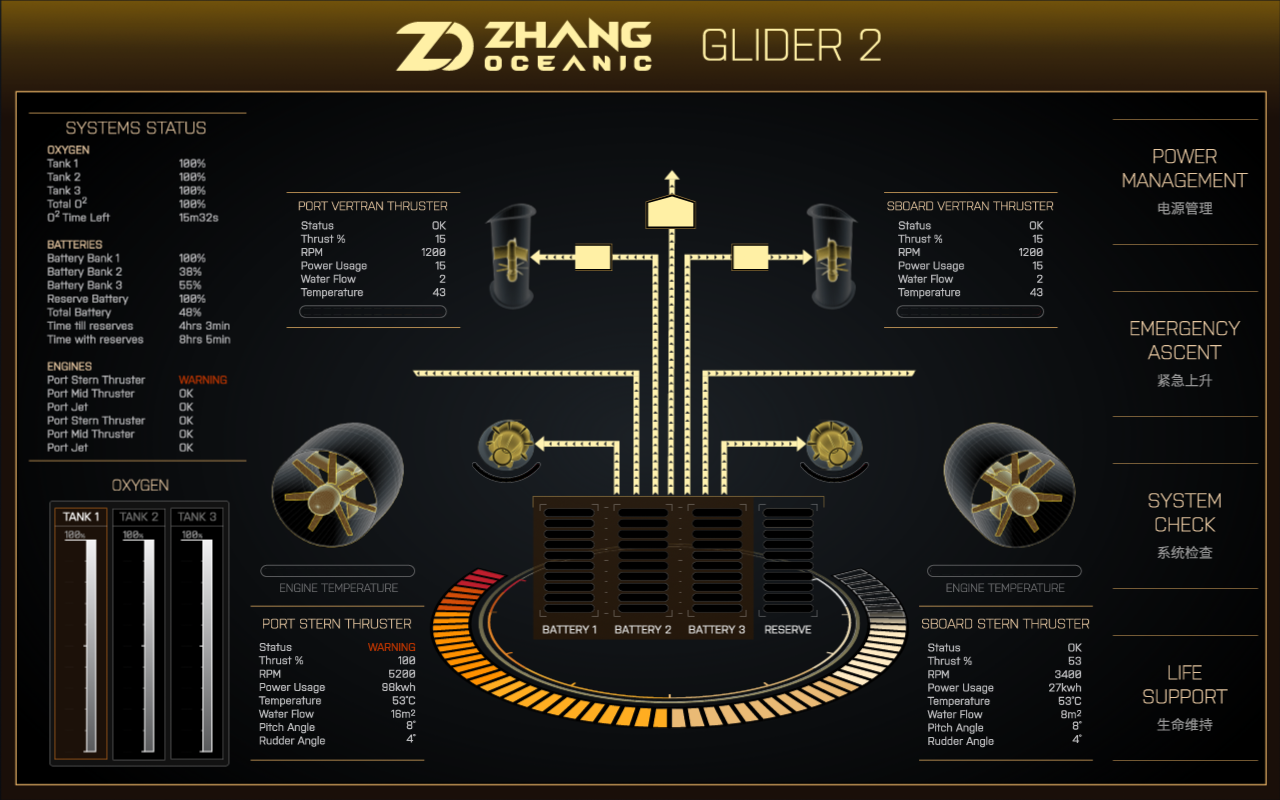 ZHANG
OCEANIC
GLIDER 2
SYSTEMS STATUS
OXYGEN
Tank 1 100%
Tank 2 100%
Tank 3 100%
Total O² 100%
O² Time Left 15m32s
BATTERIES
Battery Bank 1 100%
Battery Bank 2 38%
Battery Bank 3 55%
Reserve Battery 100%
Total Battery 48%
Time till reserves 4hrs 3min
Time with reserves 8hrs 5min
ENGINES
Port Stern Thruster WARNING
Port Mid Thruster OK
Port Jet OK
Port Stern Thruster OK
Port Mid Thruster OK
Port Jet OK
OXYGEN
TANK 1 TANK 2 TANK 3
100% 100% 100%
PORT VERTRAN THRUSTER
Status OK
Thrust % 15
RPM 1200
Power Usage 15
Water Flow 2
Temperature 43
SBOARD VERTRAN THRUSTER
Status OK
Thrust % 15
RPM 1200
Power Usage 15
Water Flow 2
Temperature 43
ENGINE TEMPERATURE
PORT STERN THRUSTER
Status WARNING
Thrust % 100
RPM 5200
Power Usage 98kwh
Temperature 53°C
Water Flow 16m²
Pitch Angle 8°
Rudder Angle 4°
BATTERY 1 BATTERY 2 BATTERY 3 RESERVE
ENGINE TEMPERATURE
SBOARD STERN THRUSTER
Status OK
Thrust % 53
RPM 3400
Power Usage 27kwh
Temperature 53°C
Water Flow 8m²
Pitch Angle 8°
Rudder Angle 4°
POWER
MANAGEMENT
电源管理
EMERGENCY
ASCENT
紧急上升
SYSTEM
CHECK
系统检查
LIFE
SUPPORT
生命维持